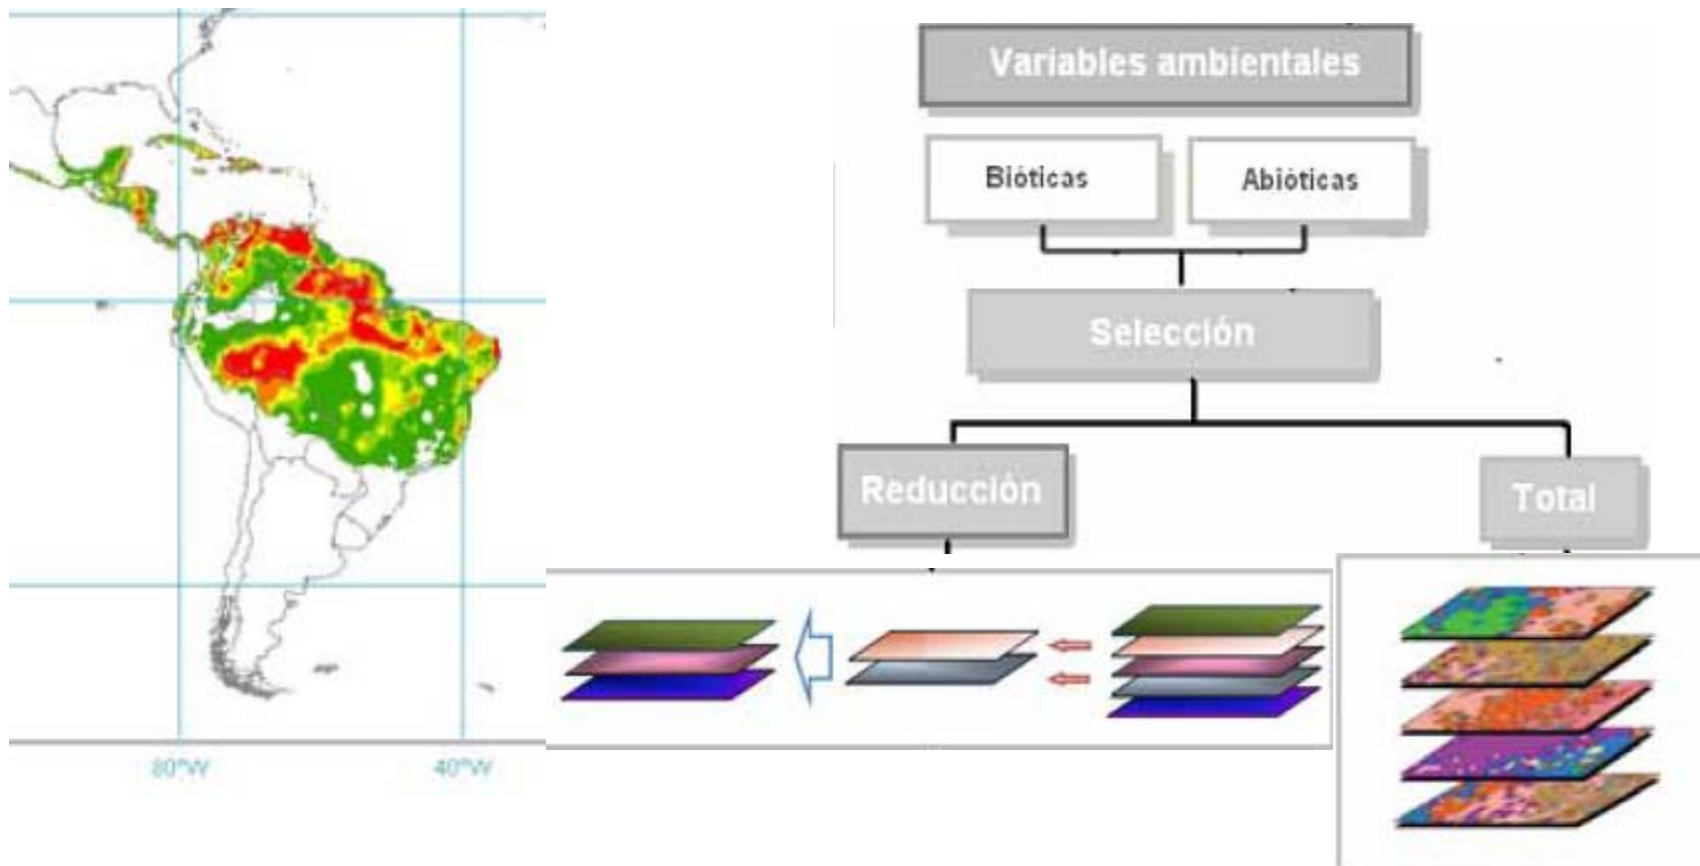 Variables ambientales
Bióticas
Abióticas
Selección
Reducción
Total
80°W
40°W